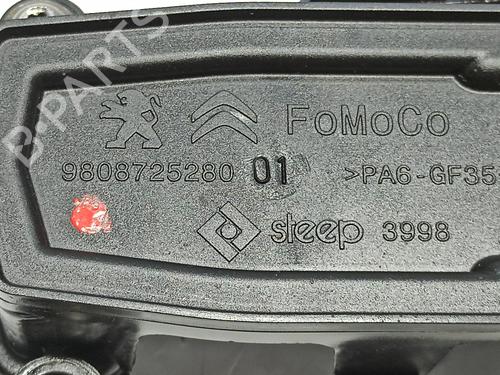 B-PARTS
FoMoCo
9808725280 01 >PA6-GF35
steep 3998